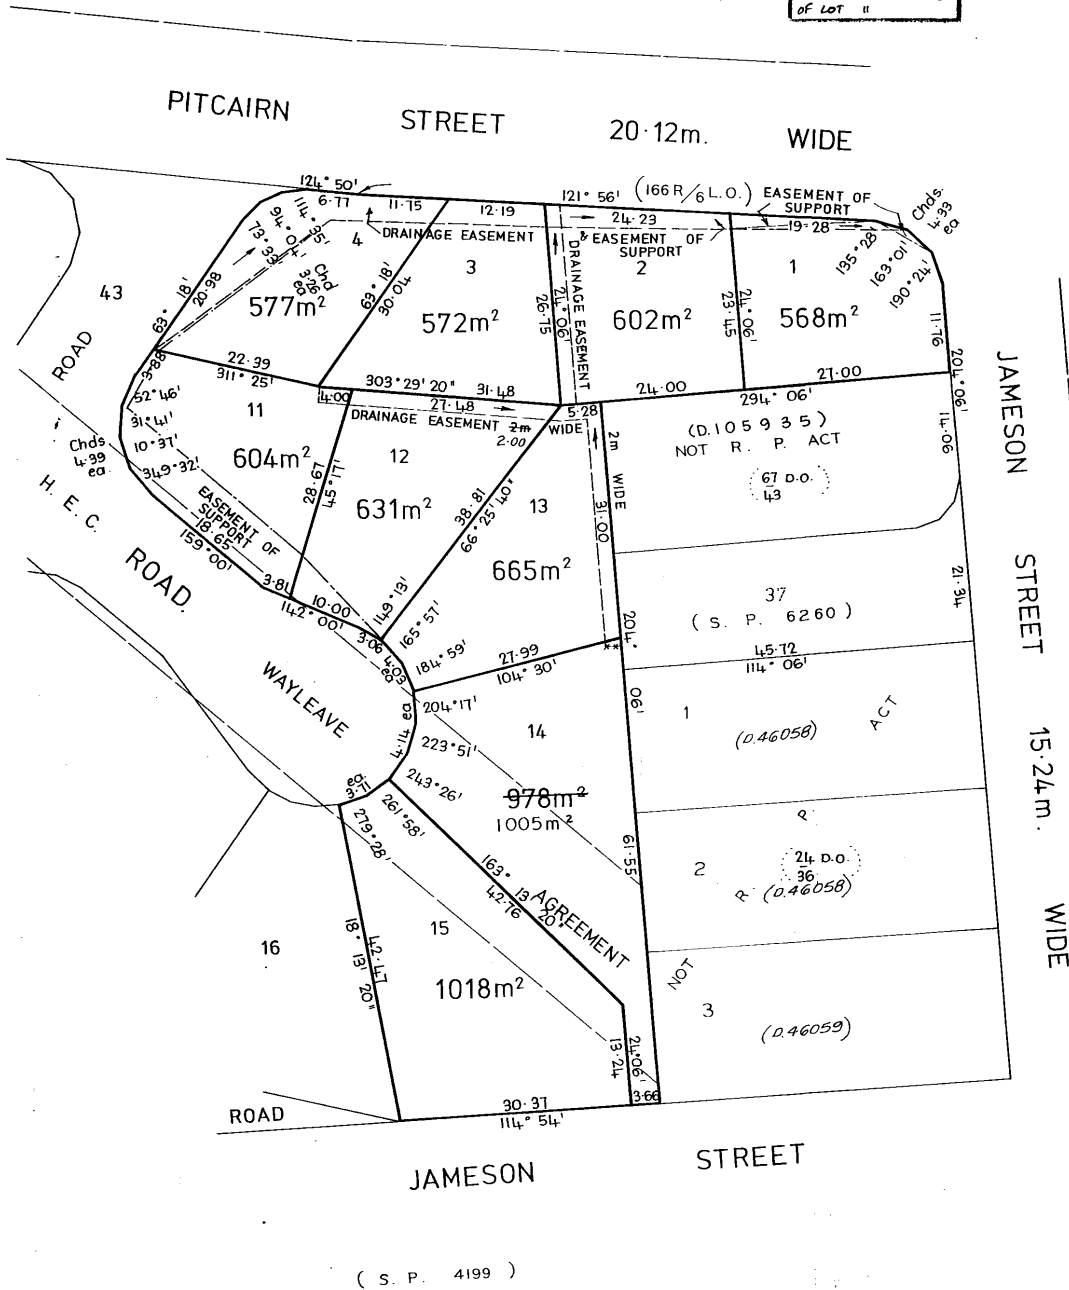 OF LOT 11
PITCAIRN STREET 20·12m. WIDE
124° 50'
6·77
11·75
12·19
121° 56'
(166 R/6 L.O.)
EASEMENT OF
SUPPORT
24·23
19·28
Chds.
4·33
ea
114° 35'
94° 04'
73° 33'
Chd
3·26
ea
4
DRAINAGE EASEMENT
& EASEMENT OF
SUPPORT
135° 28'
163° 01'
190° 24'
43
63° 18'
20·98
577m²
69° 18'
30·04
3
572m²
26·75
24° 06'
DRAINAGE EASEMENT
2
602m²
23·45
24° 06'
1
568m²
11·76
ROAD
3·88
22·39
311° 25'
303° 29' 20"
31·48
4·00
27·48
DRAINAGE EASEMENT 2m WIDE
2·00
5·28
24·00
27·00
294° 06'
204° 06'
14·06
JAMESON STREET 15·24m. WIDE
52° 46'
31° 41'
10° 37'
349° 32'
Chds
4·39
ea.
11
604m²
28·67
45° 17'
12
631m²
38·81
66° 25' 40"
13
665m²
2m WIDE
31·00
(D.105935)
NOT R. P. ACT
67 D.O.
43
H. E. C.
ROAD.
EASEMENT OF
SUPPORT
18·65
159° 00'
3·81
142° 00'
10·00
3·06
149° 13'
165° 57'
4·03
ea
184° 59'
27·99
104° 30'
204° 06'
**
37
(S. P. 6260)
21·34
45·72
114° 06'
WAYLEAVE
4·14 ea
204° 17'
223° 51'
243° 26'
14
978m²
1005m²
1
(D.46058)
ACT
ea.
3·71
261° 58'
279° 28'
61·55
P.
2
24 D.O.
36
R.
(D.46058)
163° 13' 20"
42·76
AGREEMENT
16
18° 13' 20"
42·47
15
1018m²
NOT
3
(D.46059)
13·24
24° 06'
3·66
ROAD
30·37
114° 54'
JAMESON STREET
(S. P. 4199)